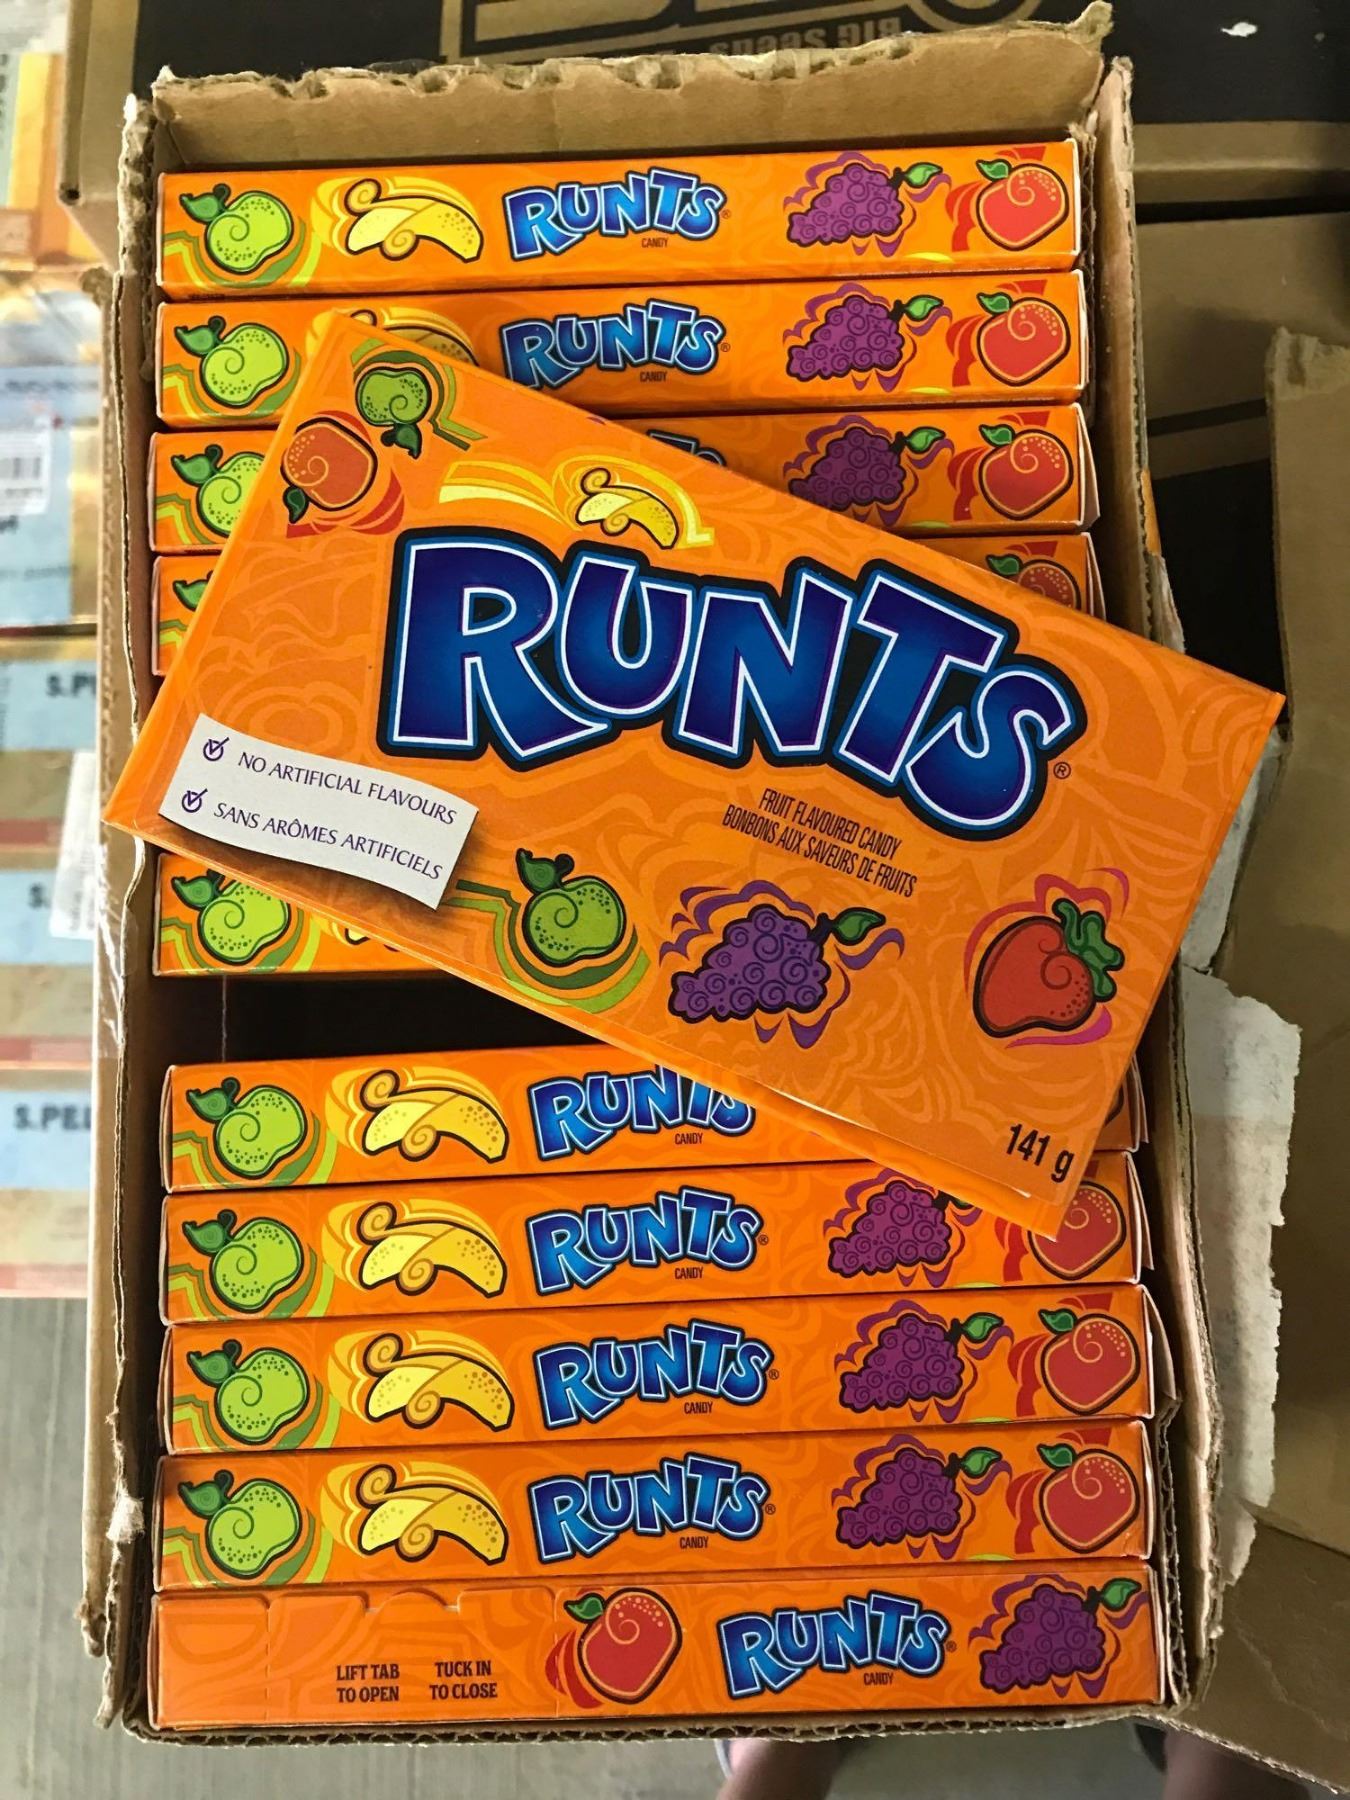 RUNTS®
CANDY
RUNTS®
CANDY
RUNTS®
NO ARTIFICIAL FLAVOURS
SANS ARÔMES ARTIFICIELS
FRUIT FLAVOURED CANDY
BONBONS AUX SAVEURS DE FRUITS
141 g
RUNTS
CANDY
RUNTS®
CANDY
RUNTS®
CANDY
RUNTS®
CANDY
LIFT TAB
TO OPEN
TUCK IN
TO CLOSE
RUNTS®
CANDY
S.PE